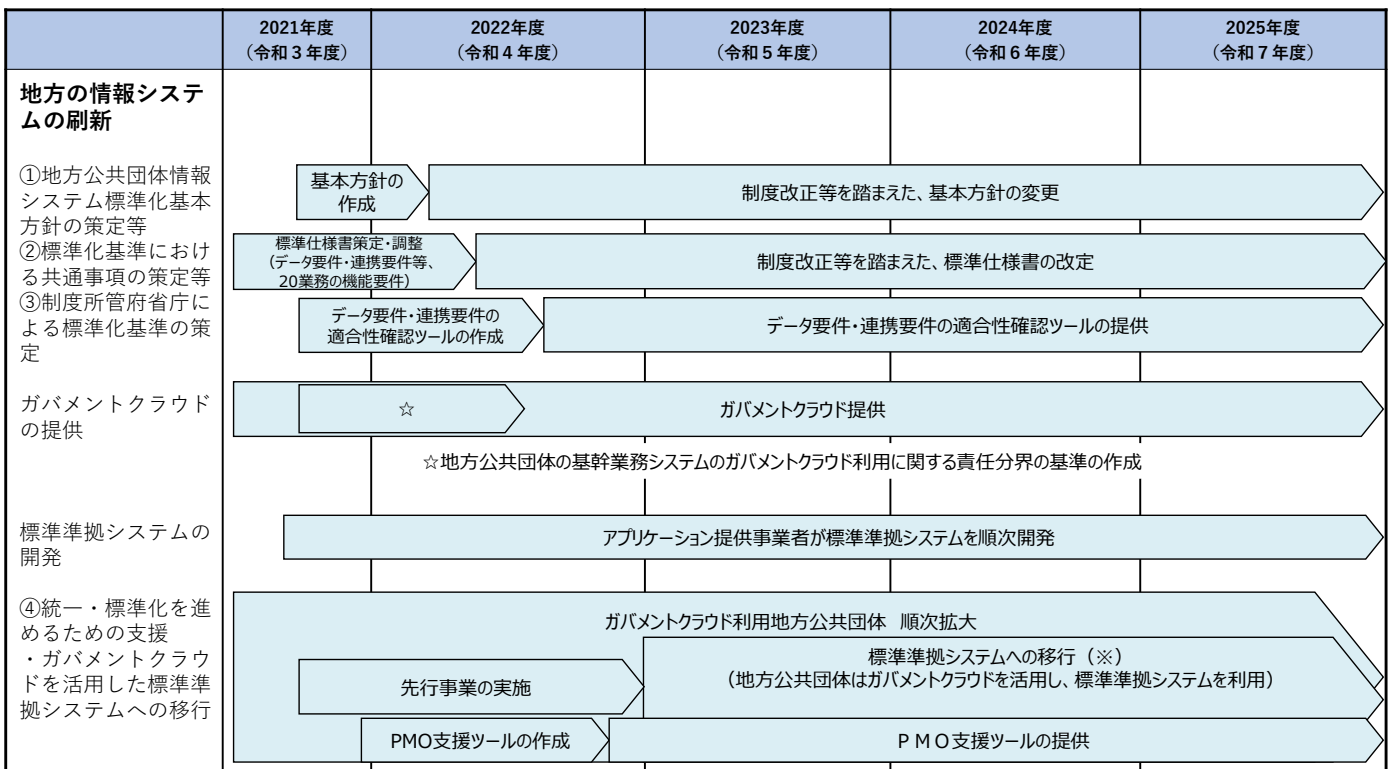 2021年度
（令和３年度）
2022年度
（令和４年度）
2023年度
（令和５年度）
2024年度
（令和６年度）
2025年度
（令和７年度）
地方の情報システ
ムの刷新
①地方公共団体情報
システム標準化基本
方針の策定等
②標準化基準におけ
る共通事項の策定等
③制度所管府省庁に
よる標準化基準の策
定
基本方針の
作成
制度改正等を踏まえた、基本方針の変更
標準仕様書策定・調整
（データ要件・連携要件等、
20業務の機能要件）
制度改正等を踏まえた、標準仕様書の改定
データ要件・連携要件の
適合性確認ツールの作成
データ要件・連携要件の適合性確認ツールの提供
ガバメントクラウド
の提供
☆
ガバメントクラウド提供
☆地方公共団体の基幹業務システムのガバメントクラウド利用に関する責任分界の基準の作成
標準準拠システムの
開発
アプリケーション提供事業者が標準準拠システムを順次開発
④統一・標準化を進
めるための支援
・ガバメントクラウ
ドを活用した標準準
拠システムへの移行
ガバメントクラウド利用地方公共団体　順次拡大
先行事業の実施
標準準拠システムへの移行（※）
（地方公共団体はガバメントクラウドを活用し、標準準拠システムを利用）
PMO支援ツールの作成
ＰＭＯ支援ツールの提供